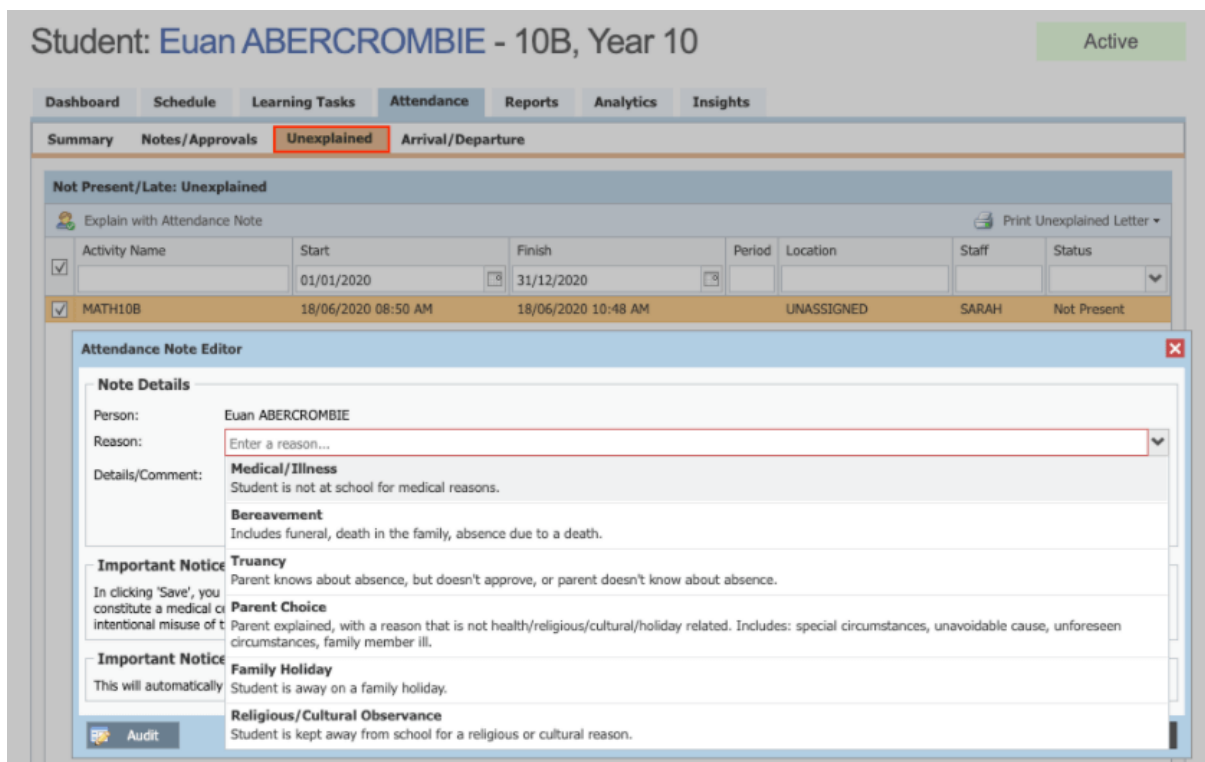 Student: Euan ABERCROMBIE - 10B, Year 10
Active
Dashboard Schedule Learning Tasks Attendance Reports Analytics Insights
Summary Notes/Approvals Unexplained Arrival/Departure
Not Present/Late: Unexplained
Explain with Attendance Note Print Unexplained Letter
Activity Name Start Finish Period Location Staff Status
01/01/2020 31/12/2020
MATH10B 18/06/2020 08:50 AM 18/06/2020 10:48 AM UNASSIGNED SARAH Not Present
Attendance Note Editor
Note Details
Person: Euan ABERCROMBIE
Reason: Enter a reason...
Details/Comment:
Medical/Illness
Student is not at school for medical reasons.
Bereavement
Includes funeral, death in the family, absence due to a death.
Truancy
Parent knows about absence, but doesn't approve, or parent doesn't know about absence.
Parent Choice
Parent explained, with a reason that is not health/religious/cultural/holiday related. Includes: special circumstances, unavoidable cause, unforeseen
circumstances, family member ill.
Family Holiday
Student is away on a family holiday.
Religious/Cultural Observance
Student is kept away from school for a religious or cultural reason.
Important Notice
In clicking 'Save', you
constitute a medical
intentional misuse of
Important Notice
This will automatically
Audit